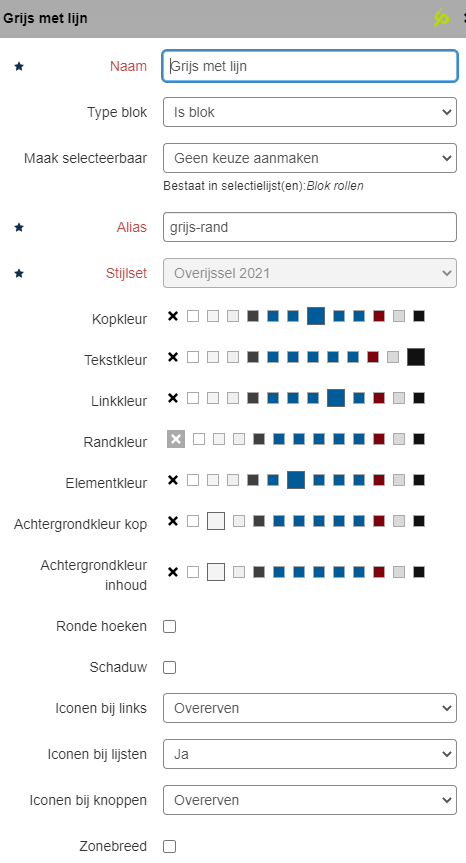 Grijs met lijn
Naam Grijs met lijn
Type blok Is blok
Maak selecteerbaar Geen keuze aanmaken
Bestaat in selectielijst(en):Blok rollen
Alias grijs-rand
Stijlset Overijssel 2021
Kopkleur
Tekstkleur
Linkkleur
Randkleur
Elementkleur
Achtergrondkleur kop
Achtergrondkleur
inhoud
Ronde hoeken
Schaduw
Iconen bij links Overerven
Iconen bij lijsten Ja
Iconen bij knoppen Overerven
Zonebreed